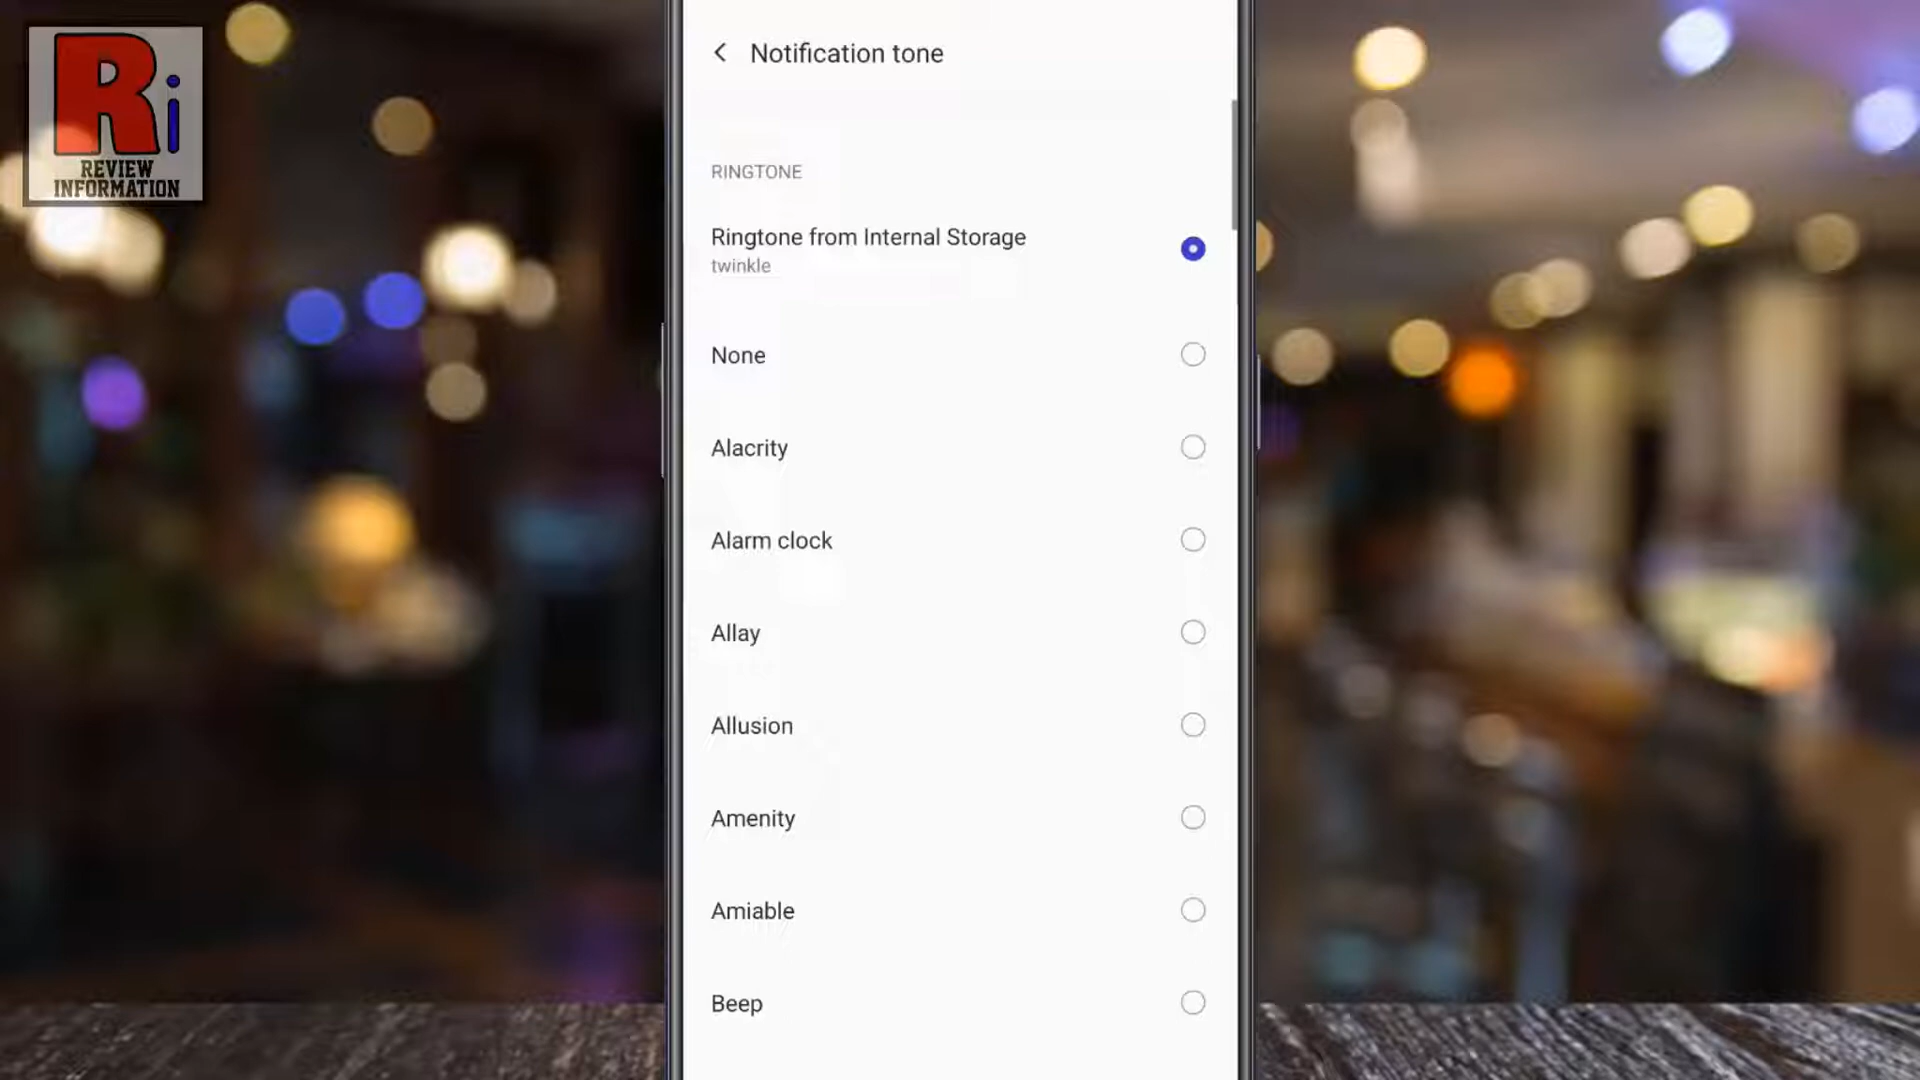 Ri
REVIEW
INFORMATION
Notification tone
RINGTONE
Ringtone from Internal Storage
twinkle
None
Alacrity
Alarm clock
Allay
Allusion
Amenity
Amiable
Beep